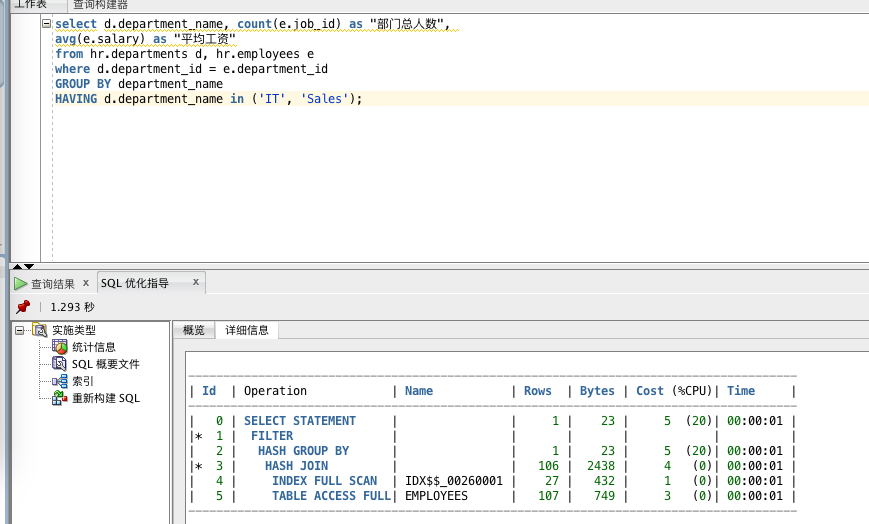 工作表 查询构建器
select d.department_name, count(e.job_id) as "部门总人数",
avg(e.salary) as "平均工资"
from hr.departments d, hr.employees e
where d.department_id = e.department_id
GROUP BY department_name
HAVING d.department_name in ('IT', 'Sales');
查询结果 x SQL 优化指导 x
1.293 秒
实施类型
统计信息
SQL 概要文件
索引
重新构建 SQL
概览 详细信息
| Id | Operation | Name | Rows | Bytes | Cost (%CPU)| Time |
| 0 | SELECT STATEMENT | | 1 | 23 | 5 (20)| 00:00:01 |
|* 1 | FILTER | | | | | |
| 2 | HASH GROUP BY | | 1 | 23 | 5 (20)| 00:00:01 |
|* 3 | HASH JOIN | | 106 | 2438 | 4 (0)| 00:00:01 |
| 4 | INDEX FULL SCAN | IDX$$_00260001 | 27 | 432 | 1 (0)| 00:00:01 |
| 5 | TABLE ACCESS FULL| EMPLOYEES | 107 | 749 | 3 (0)| 00:00:01 |